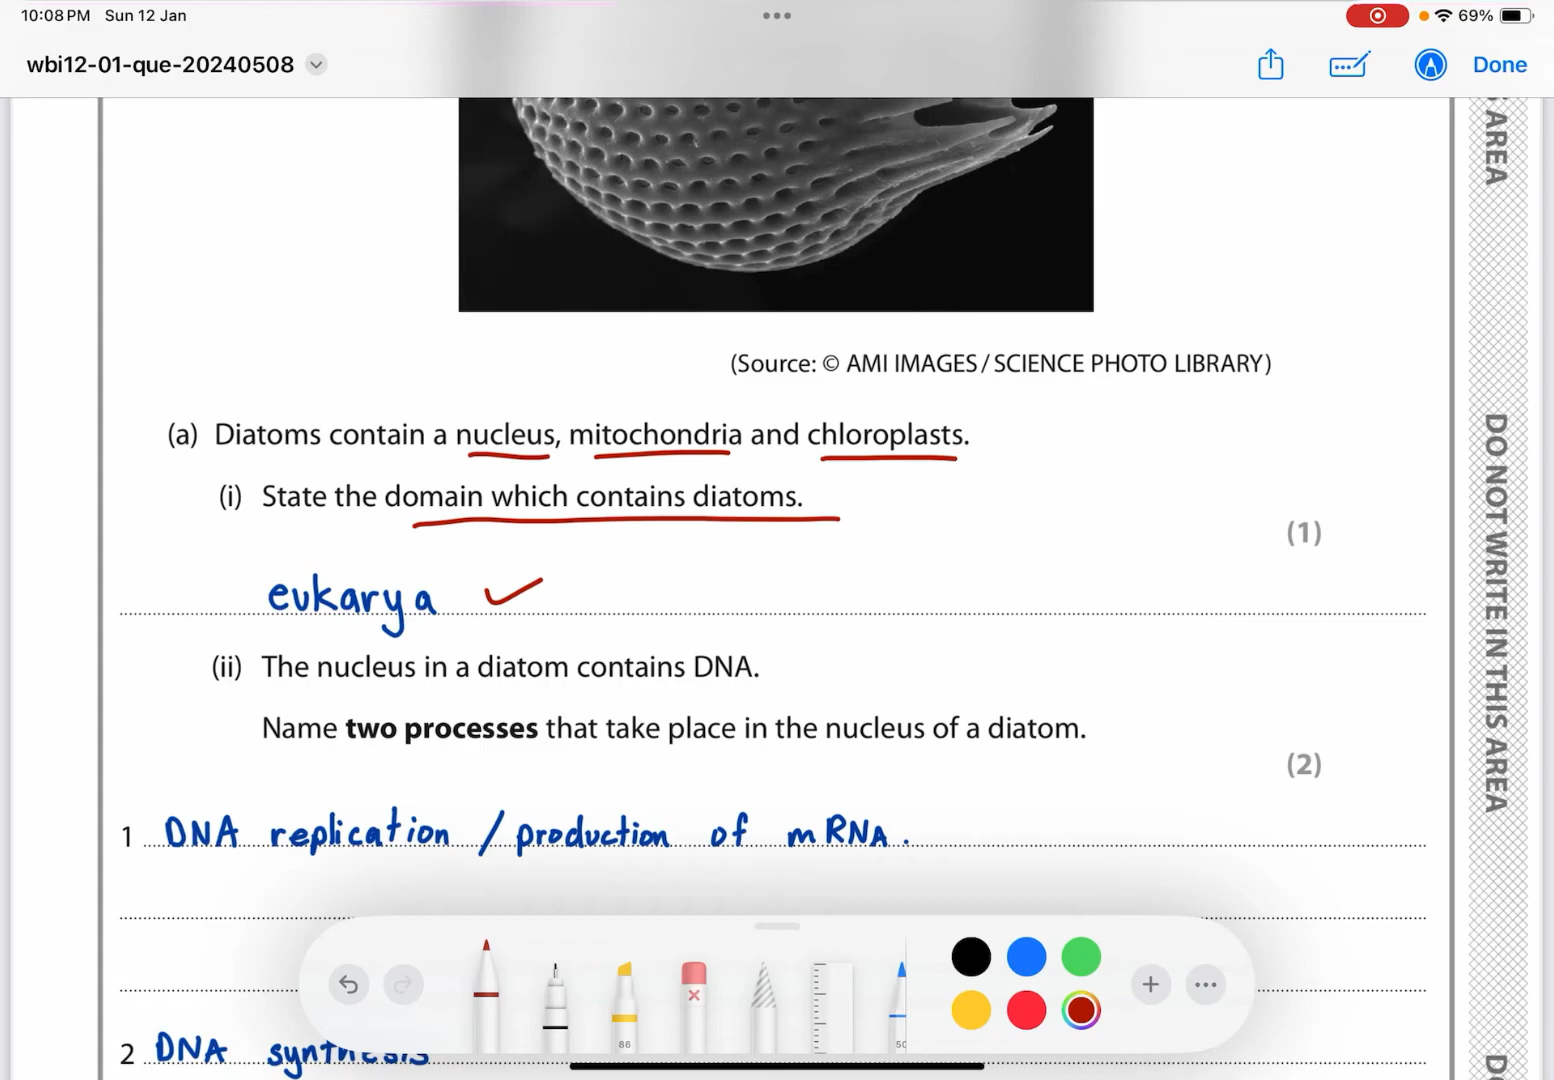 10:08 PM Sun 12 Jan
69%
wbi12-01-que-20240508
Done
(Source: © AMI IMAGES / SCIENCE PHOTO LIBRARY)
(a) Diatoms contain a nucleus, mitochondria and chloroplasts.
(i) State the domain which contains diatoms.
(1)
eukarya
(ii) The nucleus in a diatom contains DNA.
Name two processes that take place in the nucleus of a diatom.
(2)
1 DNA replication / production of mRNA.
2 DNA synthesis
86
50
AREA
DO NOT WRITE IN THIS AREA